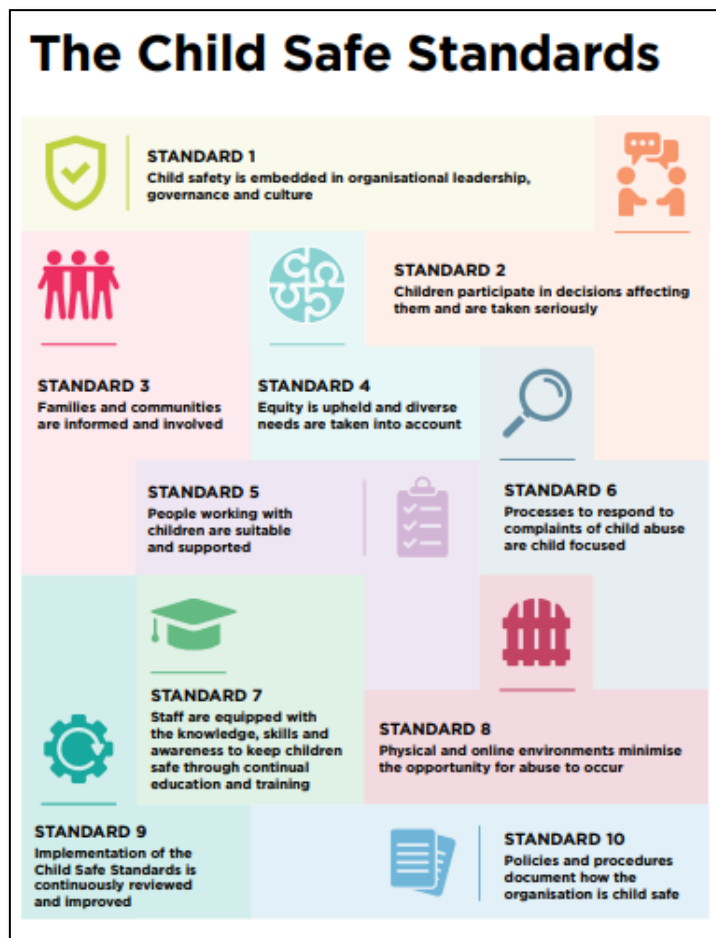 The Child Safe Standards
STANDARD 1
Child safety is embedded in organisational leadership,
governance and culture
STANDARD 2
Children participate in decisions affecting
them and are taken seriously
STANDARD 3
Families and communities
are informed and involved
STANDARD 4
Equity is upheld and diverse
needs are taken into account
STANDARD 5
People working with
children are suitable
and supported
STANDARD 6
Processes to respond to
complaints of child abuse
are child focused
STANDARD 7
Staff are equipped with
the knowledge, skills and
awareness to keep children
safe through continual
education and training
STANDARD 8
Physical and online environments minimise
the opportunity for abuse to occur
STANDARD 9
Implementation of the
Child Safe Standards is
continuously reviewed
and improved
STANDARD 10
Policies and procedures
document how the
organisation is child safe